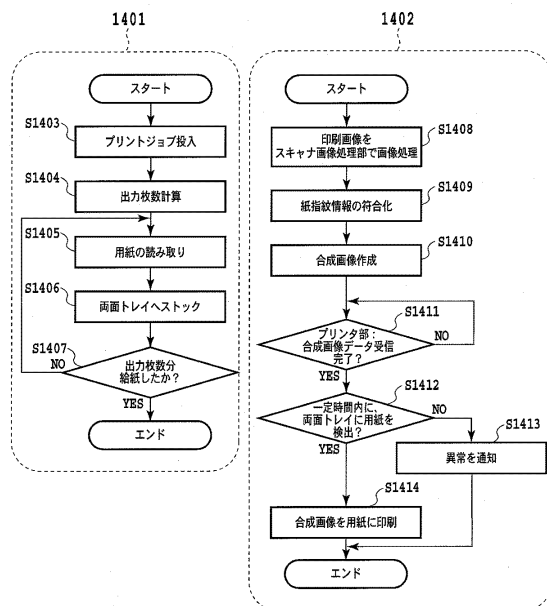 1401
スタート
S1403
プリントジョブ投入
S1404
出力枚数計算
S1405
用紙の読み取り
S1406
両面トレイへストック
S1407
出力枚数分
給紙したか？
NO
YES
エンド
1402
スタート
印刷画像を
スキャナ画像処理部で画像処理
S1408
紙指紋情報の符合化
S1409
合成画像作成
S1410
プリンタ部：
合成画像データ受信
完了？
S1411
NO
YES
一定時間内に、
両面トレイに用紙を
検出？
S1412
NO
YES
S1413
異常を通知
S1414
合成画像を用紙に印刷
エンド